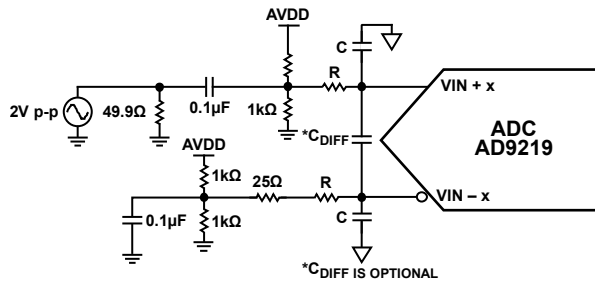 AVDD
C
R
VIN + x
2V p-p
49.9Ω
0.1µF
1kΩ
*CDIFF
ADC
AD9219
AVDD
1kΩ
25Ω
R
VIN – x
0.1µF
1kΩ
C
*CDIFF IS OPTIONAL